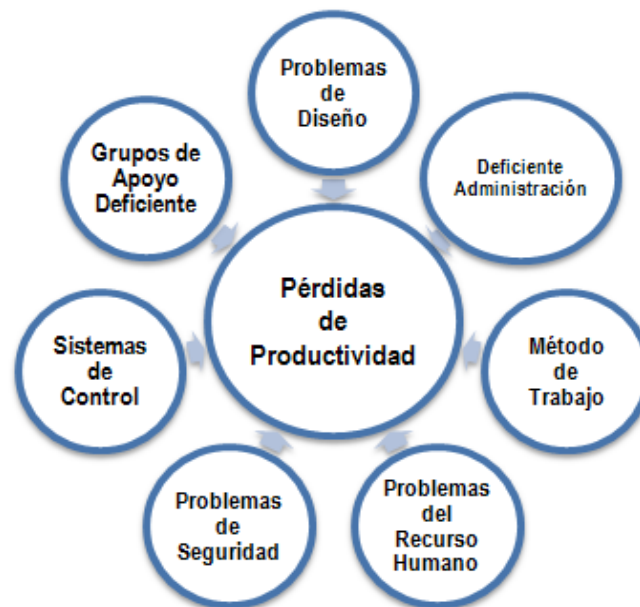 Problemas
de
Diseño
Deficiente
Administración
Método
de
Trabajo
Problemas
del
Recurso
Humano
Problemas
de
Seguridad
Sistemas
de
Control
Grupos de
Apoyo
Deficiente
Pérdidas
de
Productividad